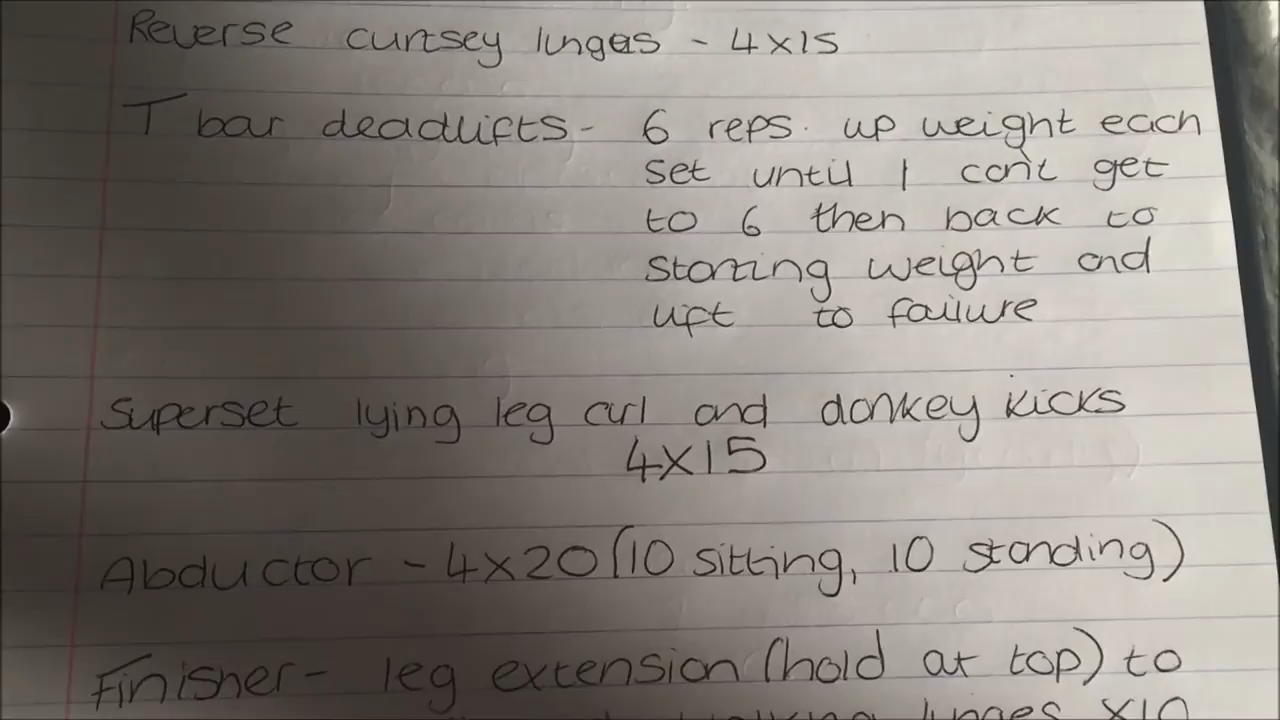 Reverse curtsey lunges - 4x15
T bar deadlifts - 6 reps. up weight each
set until I can't get
to 6 then back to
starting weight and
lift to failure
Superset lying leg curl and donkey kicks
4x15
Abductor - 4x20 (10 sitting, 10 standing)
Finisher - leg extension (hold at top) to
lunges x10